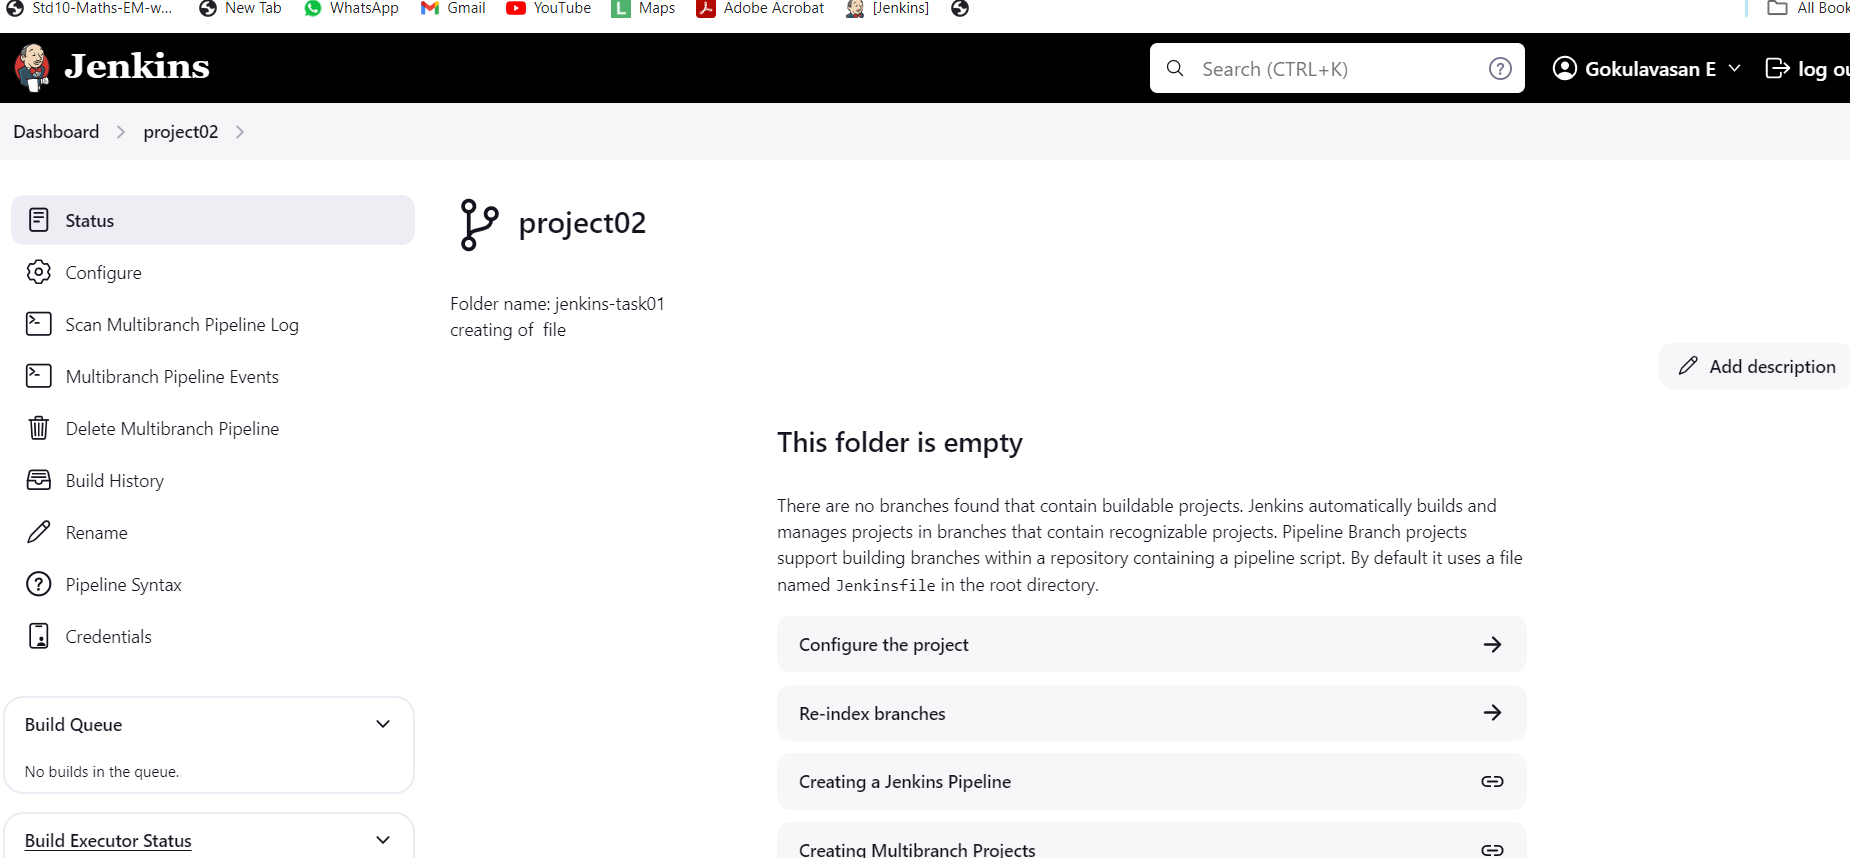 Std10-Maths-EM-w...
New Tab
WhatsApp
Gmail
YouTube
L Maps
Adobe Acrobat
[Jenkins]
All Book
Jenkins
Search (CTRL+K)
Gokulavasan E
log ou
Dashboard
project02
Status
Configure
Scan Multibranch Pipeline Log
Multibranch Pipeline Events
Delete Multibranch Pipeline
Build History
Rename
Pipeline Syntax
Credentials
Build Queue
No builds in the queue.
Build Executor Status
project02
Folder name: jenkins-task01
creating of file
Add description
This folder is empty
There are no branches found that contain buildable projects. Jenkins automatically builds and
manages projects in branches that contain recognizable projects. Pipeline Branch projects
support building branches within a repository containing a pipeline script. By default it uses a file
named Jenkinsfile in the root directory.
Configure the project
Re-index branches
Creating a Jenkins Pipeline
Creating Multibranch Projects